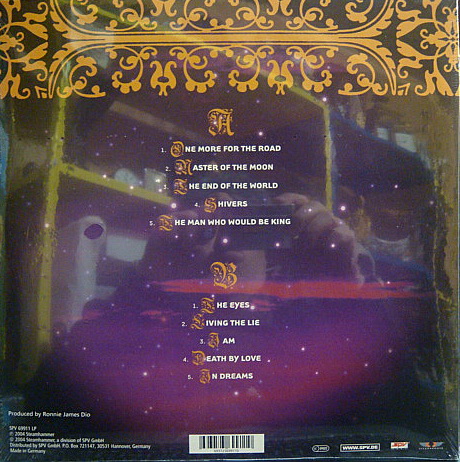 A
1. ONE MORE FOR THE ROAD
2. MASTER OF THE MOON
3. THE END OF THE WORLD
4. SHIVERS
5. THE MAN WHO WOULD BE KING
B
1. THE EYES
2. LIVING THE LIE
3. I AM
4. DEATH BY LOVE
5. IN DREAMS
Produced by Ronnie James Dio
SPV 69911 LP
℗ 2004 Steamhammer
© 2004 Steamhammer, a division of SPV GmbH
Distributed by SPV GmbH. P.O. Box 721147, 30531 Hannover, Germany
Made in Germany
WWW.SPV.DE
SPV